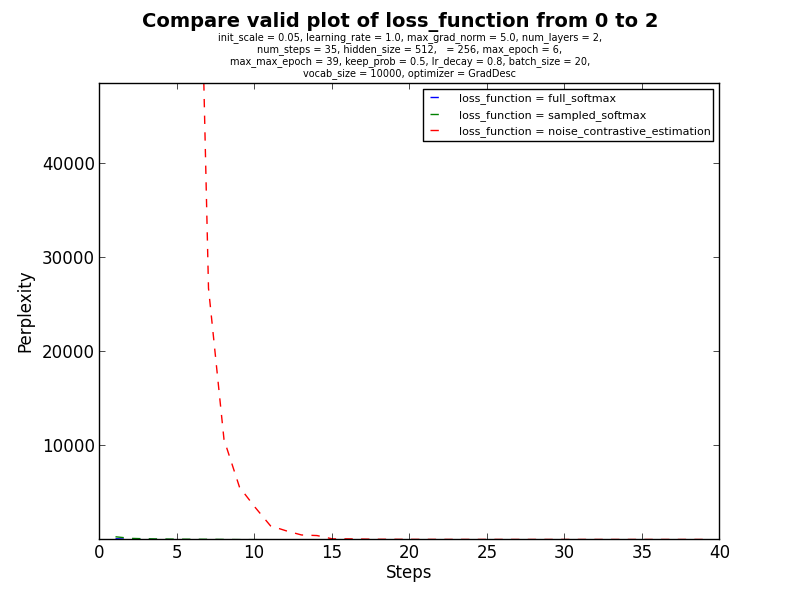 Compare valid plot of loss_function from 0 to 2
init_scale = 0.05, learning_rate = 1.0, max_grad_norm = 5.0, num_layers = 2,
num_steps = 35, hidden_size = 512,   = 256, max_epoch = 6,
max_max_epoch = 39, keep_prob = 0.5, lr_decay = 0.8, batch_size = 20,
vocab_size = 10000, optimizer = GradDesc
loss_function = full_softmax
loss_function = sampled_softmax
loss_function = noise_contrastive_estimation
40000
30000
20000
10000
Perplexity
0 5 10 15 20 25 30 35 40
Steps